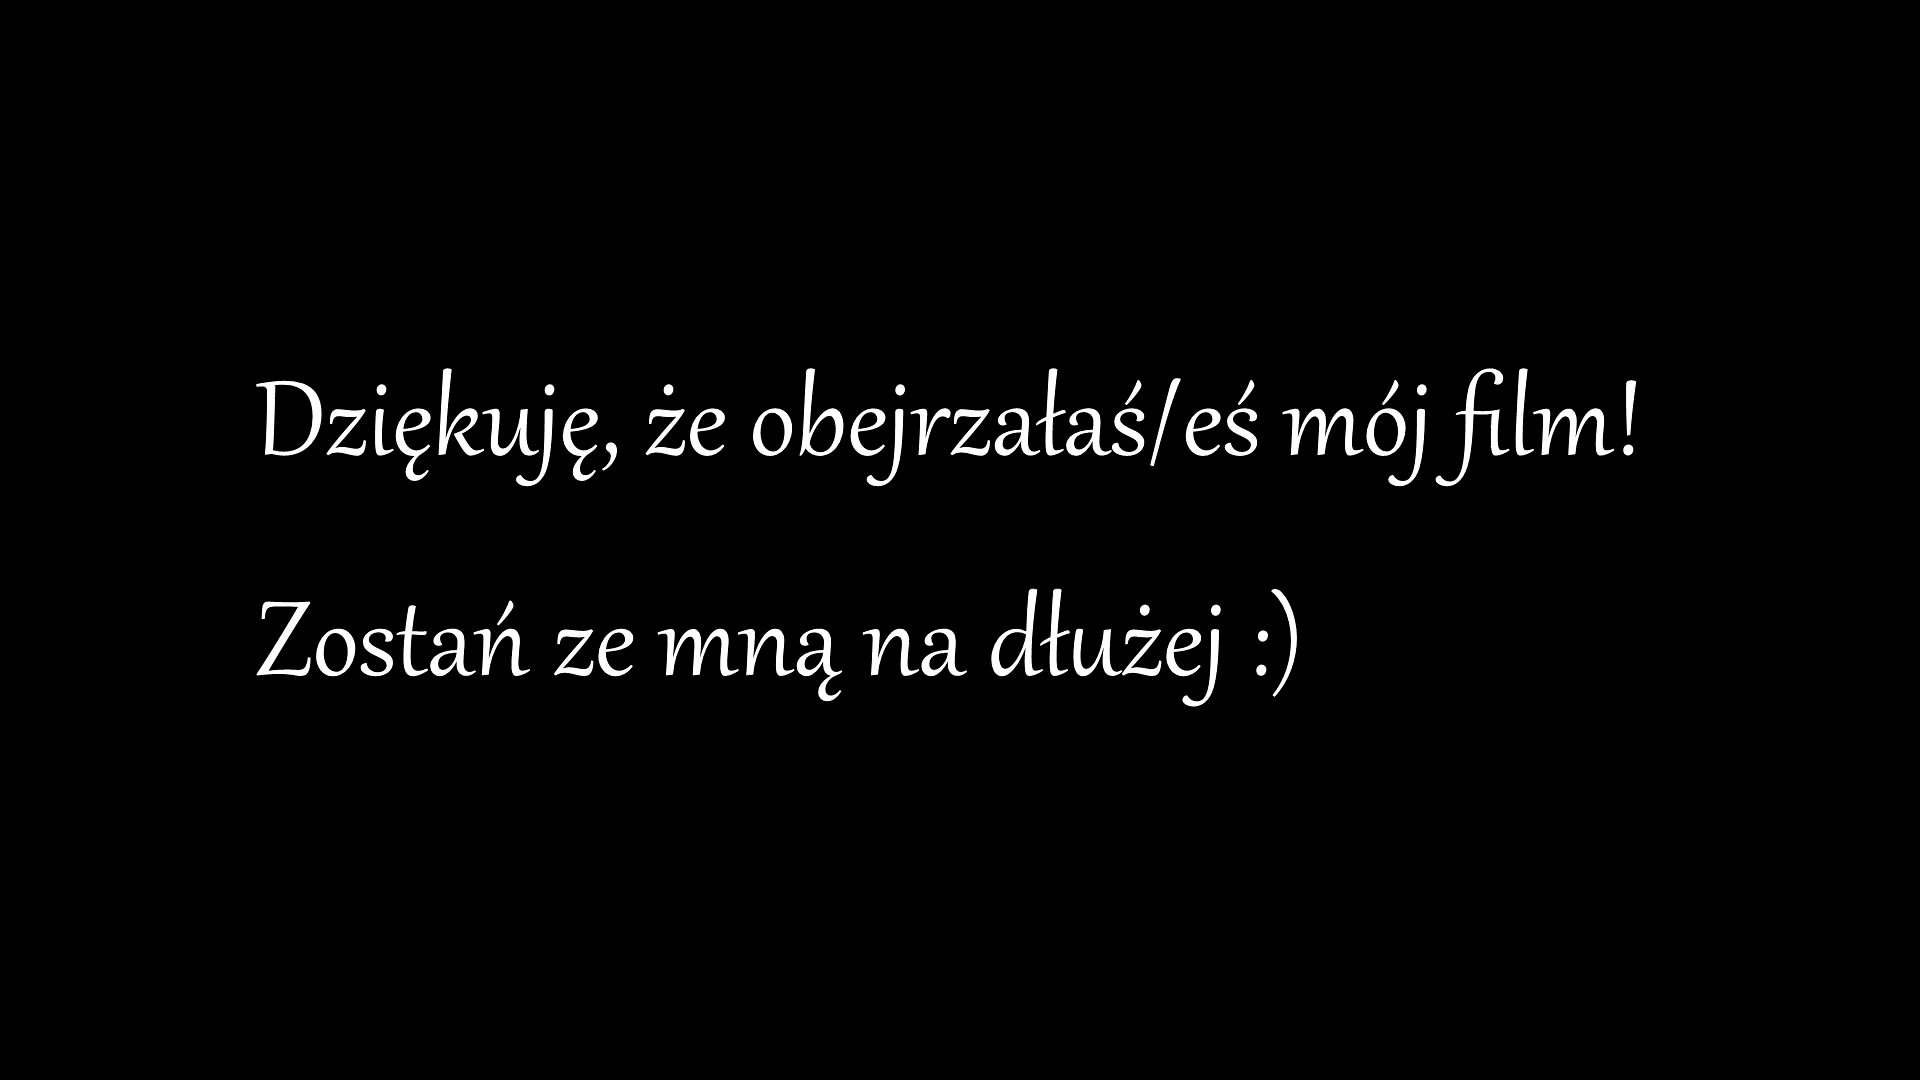 Dziękuję, że obejrzałaś/eś mój film!
Zostań ze mną na dłużej :)